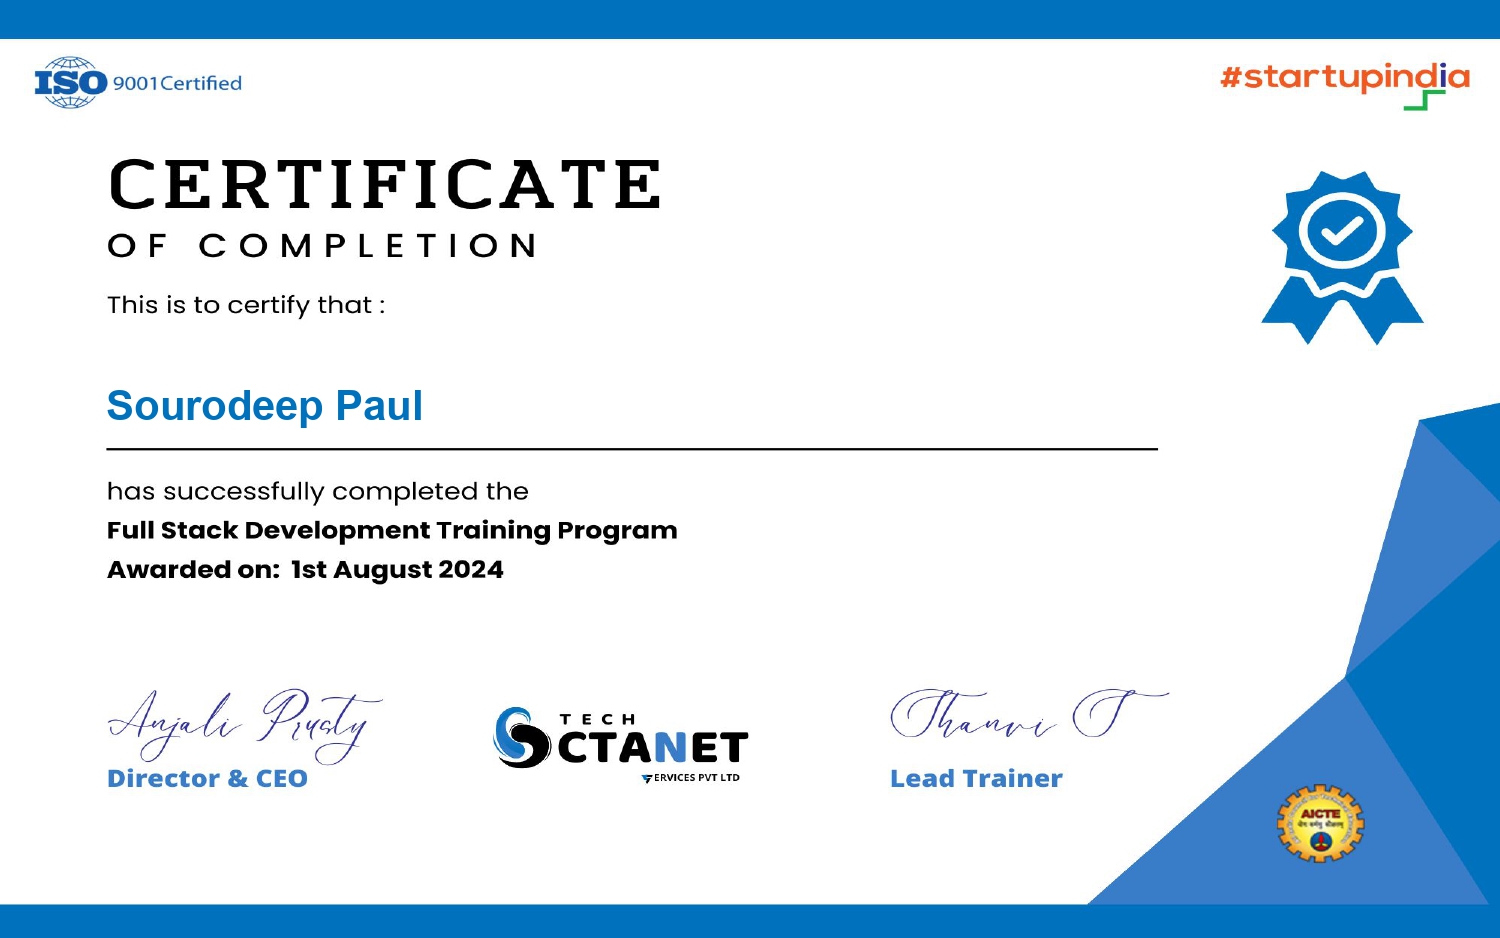 ISO 9001 Certified
#startupindia
CERTIFICATE
OF COMPLETION
This is to certify that :
Sourodeep Paul
has successfully completed the
Full Stack Development Training Program
Awarded on: 1st August 2024
Anjali Prusty
Director & CEO
TECH
OCTANET
SERVICES PVT LTD
Thanvi J
Lead Trainer
AICTE